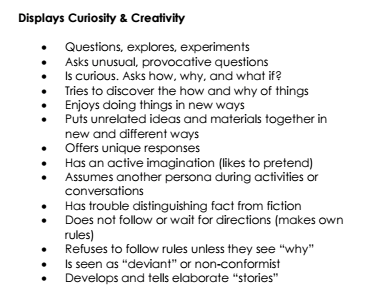 Displays Curiosity & Creativity
• Questions, explores, experiments
• Asks unusual, provocative questions
• Is curious. Asks how, why, and what if?
• Tries to discover the how and why of things
• Enjoys doing things in new ways
• Puts unrelated ideas and materials together in
new and different ways
• Offers unique responses
• Has an active imagination (likes to pretend)
• Assumes another persona during activities or
conversations
• Has trouble distinguishing fact from fiction
• Does not follow or wait for directions (makes own
rules)
• Refuses to follow rules unless they see “why”
• Is seen as “deviant” or non-conformist
• Develops and tells elaborate “stories”